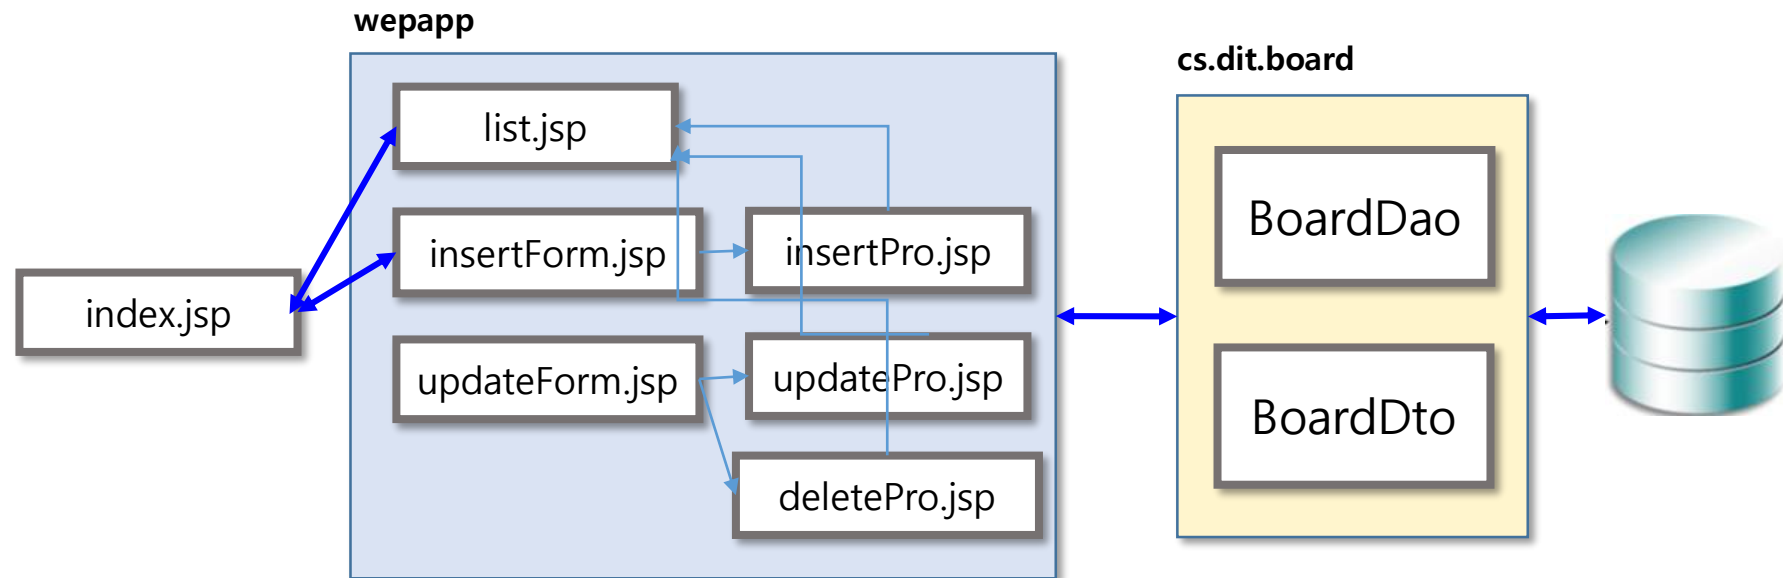 wepapp
cs.dit.board
list.jsp
insertForm.jsp
insertPro.jsp
index.jsp
updateForm.jsp
updatePro.jsp
deletePro.jsp
BoardDao
BoardDto